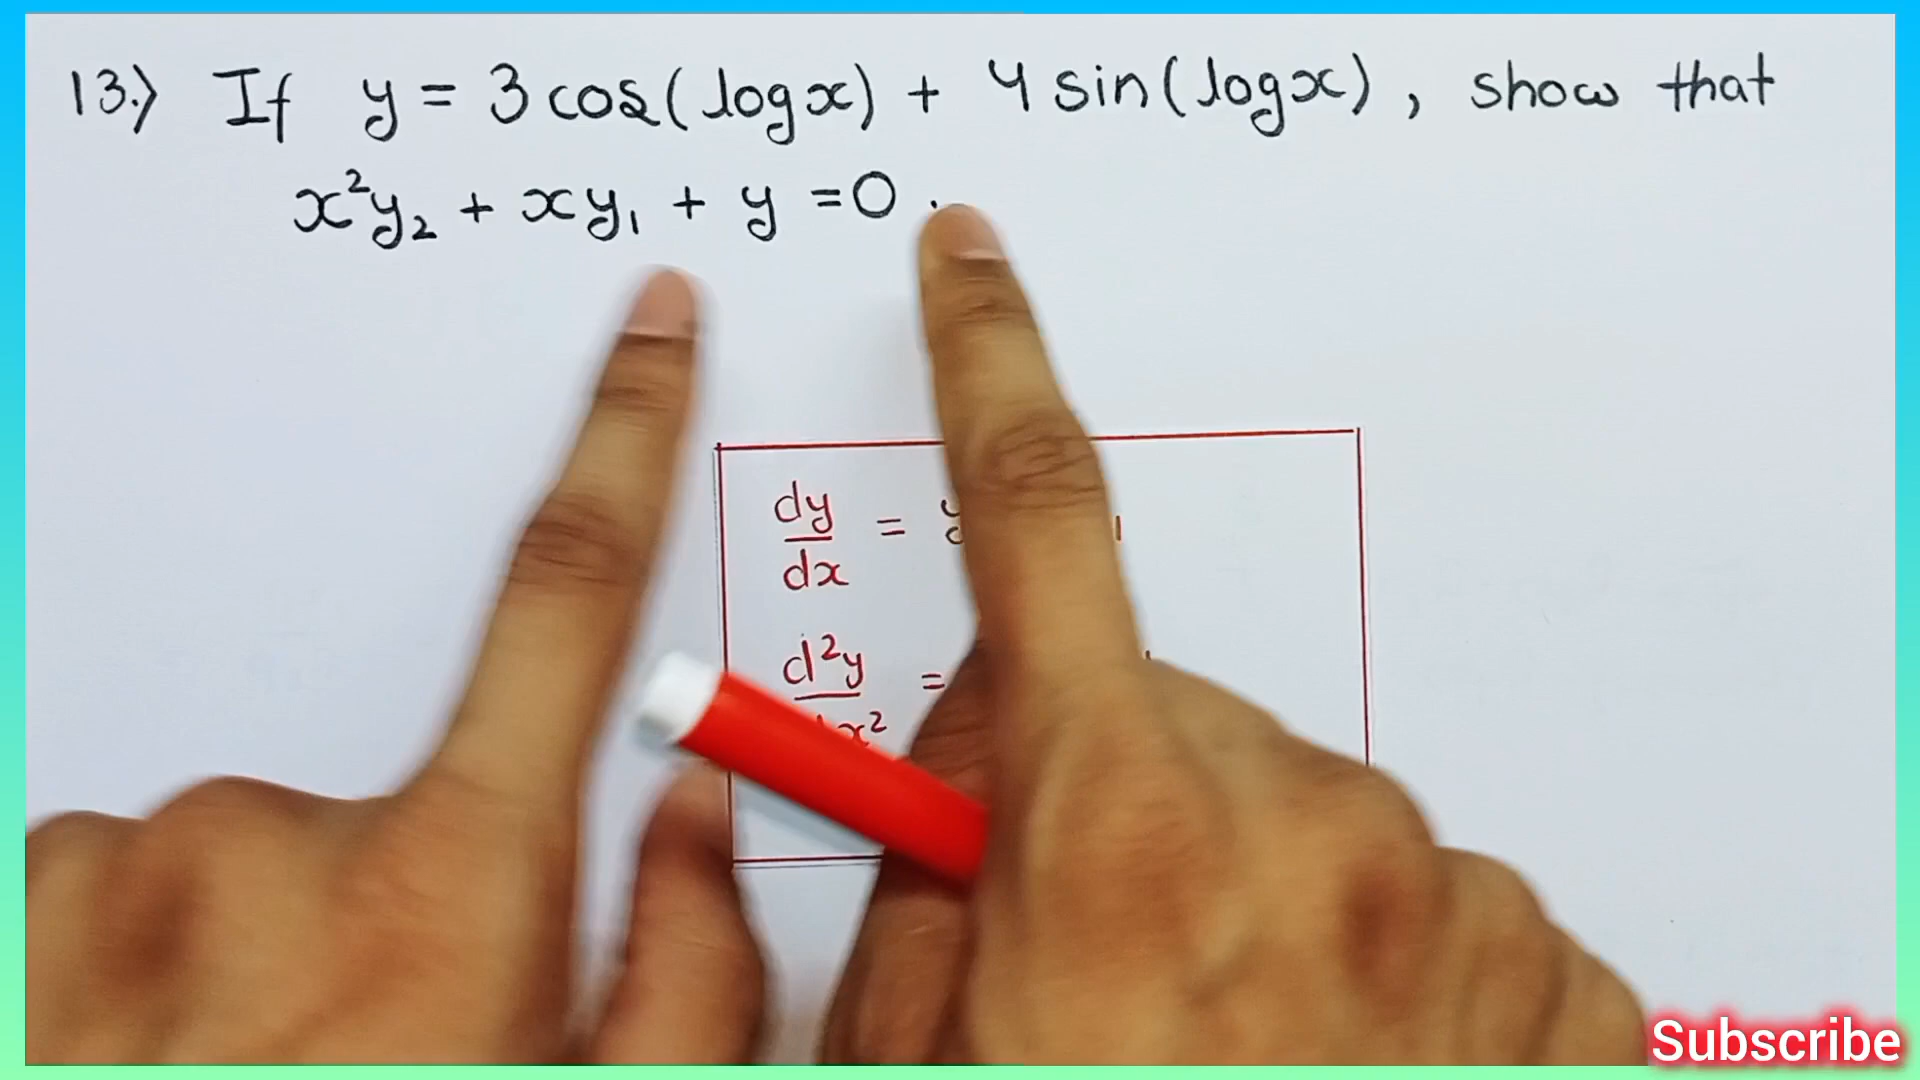 13.) If y = 3 cos(log x) + 4 sin(log x), show that
x²y₂ + xy₁ + y = 0.
dy/dx = y
d²y/dx² =
Subscribe